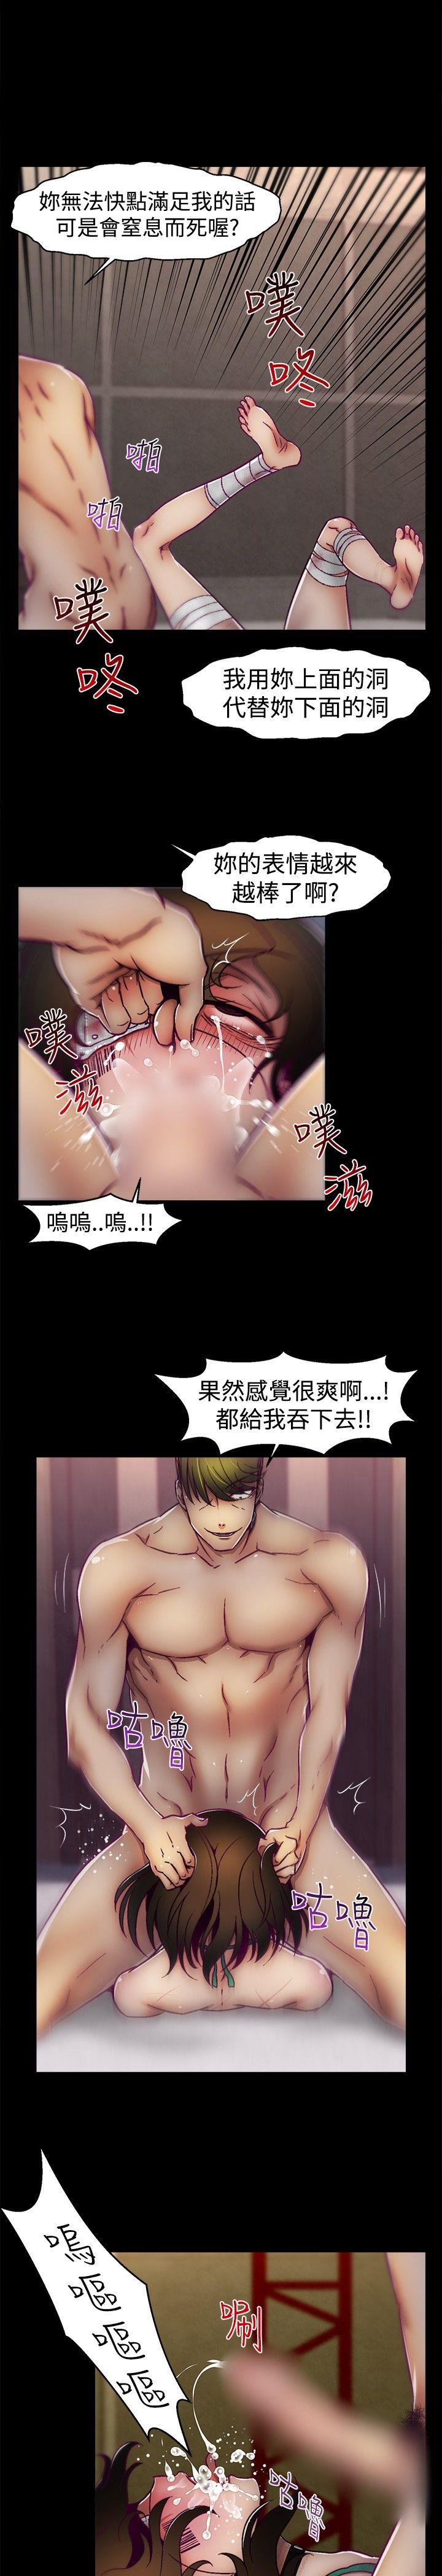 妳無法快點滿足我的話
可是會窒息而死喔?
噗
咚
啪
啪
噗
咚
我用妳上面的洞
代替妳下面的洞
妳的表情越來
越棒了啊?
噗
滋
噗
滋
嗚嗚..嗚..!!
果然感覺很爽啊...!
都給我吞下去!!
咕嚕
咕嚕
嗚嘔嘔嘔
唰
咕嚕